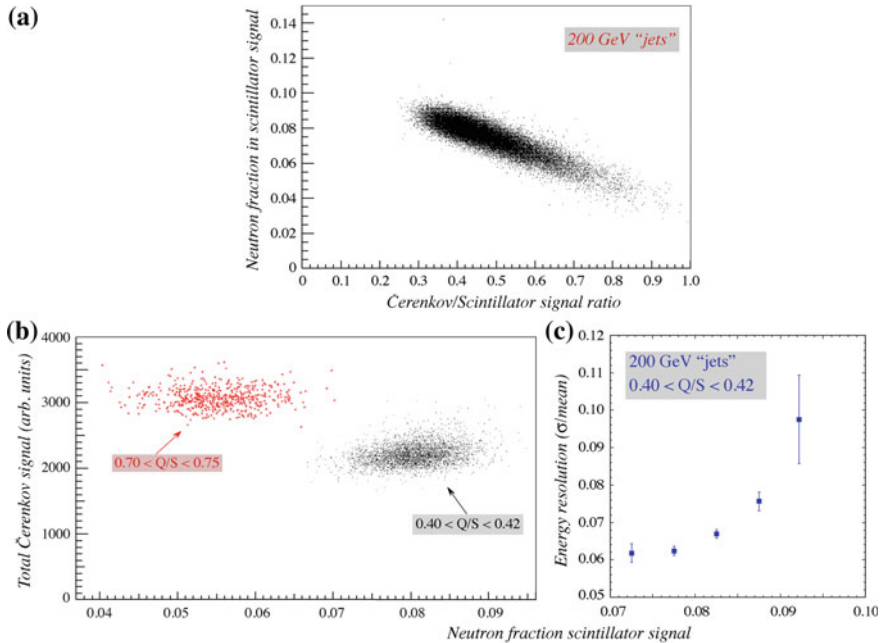 (a)
Neutron fraction in scintillator signal
0.14
0.12
0.10
0.08
0.06
0.04
0.02
0
200 GeV "jets"
0 0.1 0.2 0.3 0.4 0.5 0.6 0.7 0.8 0.9 1.0
Čerenkov/Scintillator signal ratio
(b)
Total Čerenkov signal (arb. units)
4000
3000
2000
1000
0
0.70 < Q/S < 0.75
0.40 < Q/S < 0.42
0.04 0.05 0.06 0.07 0.08 0.09
(c)
Energy resolution (σ/mean)
0.12
0.11
0.10
0.09
0.08
0.07
0.06
0.05
200 GeV "jets"
0.40 < Q/S < 0.42
0.07 0.08 0.09 0.10
Neutron fraction scintillator signal